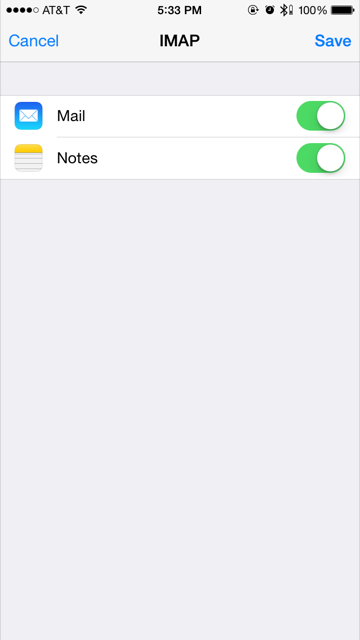 AT&T 5:33 PM 100%
Cancel IMAP Save
Mail
Notes